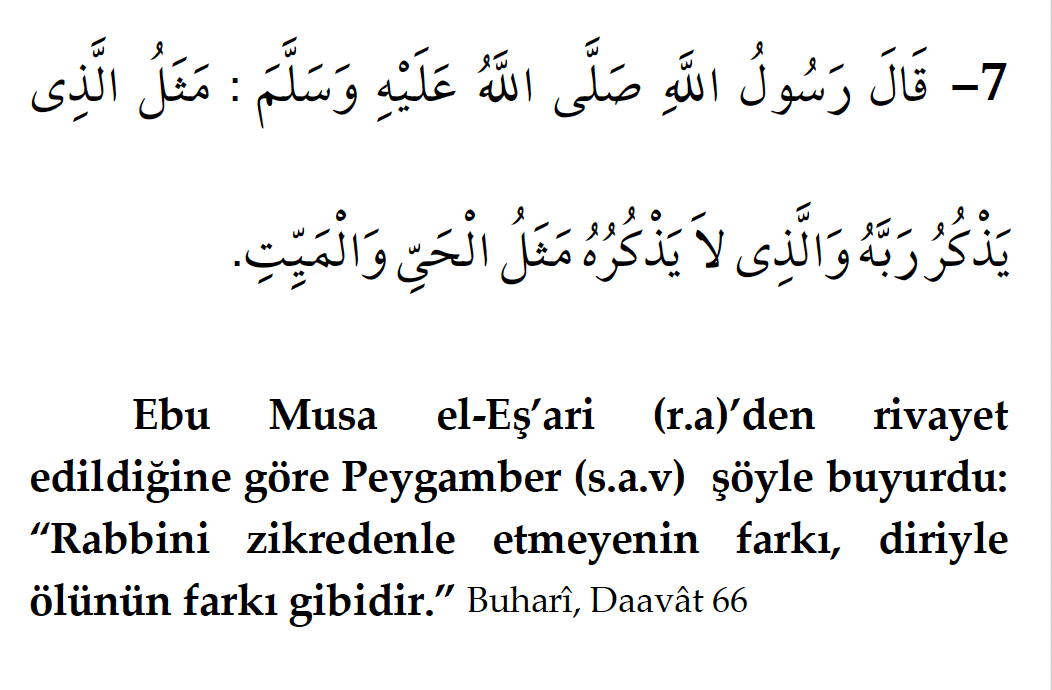 7– قَالَ رَسُولُ اللَّهِ صَلَّى اللَّهُ عَلَيْهِ وَسَلَّمَ : مَثَلُ الَّذِى
يَذْكُرُ رَبَّهُ وَالَّذِى لاَ يَذْكُرُهُ مَثَلُ الْحَيِّ وَالْمَيِّتِ.
Ebu Musa el-Eş’ari (r.a)’den rivayet
edildiğine göre Peygamber (s.a.v) şöyle buyurdu:
“Rabbini zikredenle etmeyenin farkı, diriyle
ölünün farkı gibidir.” Buharî, Daavât 66